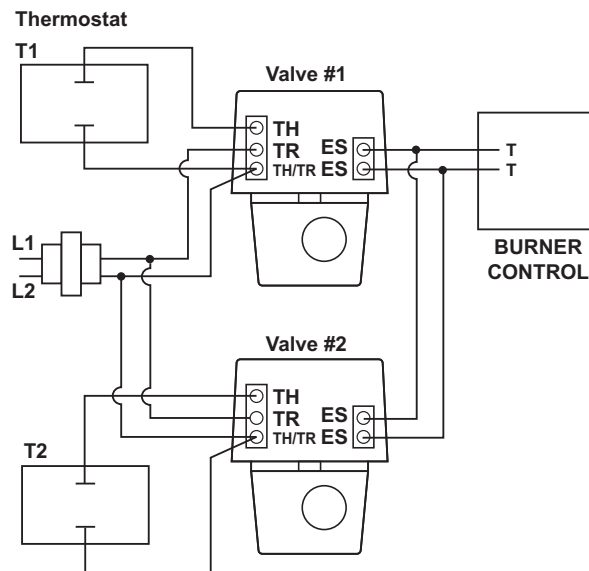 Thermostat
T1
Valve #1
TH
TR
TH/TR
ES
ES
T
T
BURNER
CONTROL
L1
L2
Valve #2
TH
TR
TH/TR
ES
ES
T2